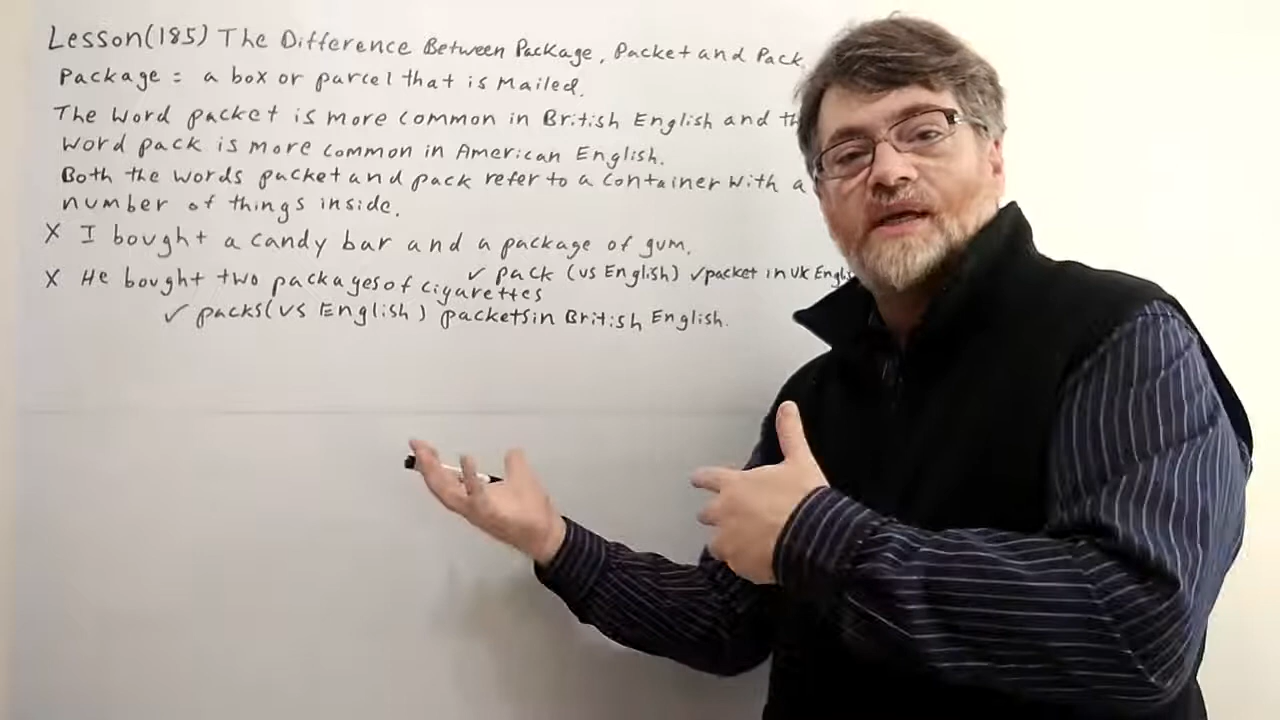 Lesson(185) The Difference Between Package, Packet and Pack.
Package = a box or parcel that is Mailed.
The word packet is more common in British English and th
word pack is more common in American English.
Both the words packet and pack refer to a container with a
number of things inside.
X I bought a candy bar and a package of gum.
✓ pack (US English) ✓packet in UK Engli
X He bought two packages of cigarettes
✓ packs(US English) packets in British English.